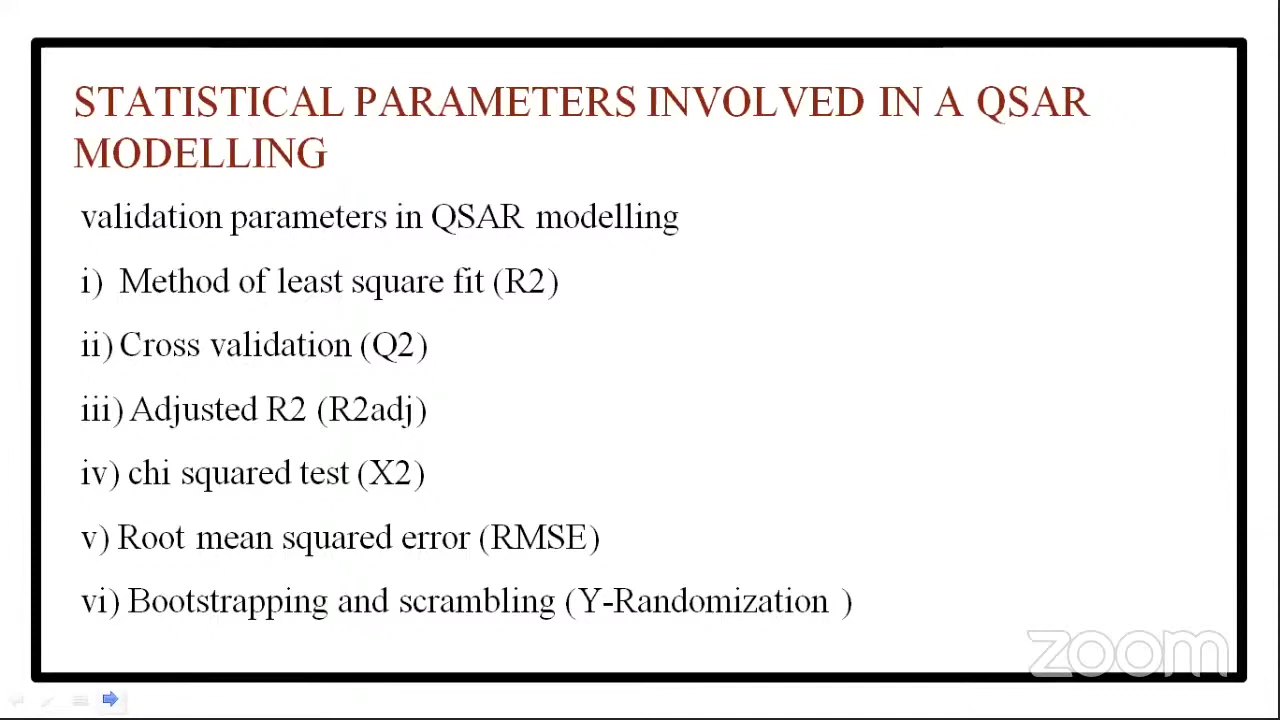 STATISTICAL PARAMETERS INVOLVED IN A QSAR
MODELLING
validation parameters in QSAR modelling
i) Method of least square fit (R2)
ii) Cross validation (Q2)
iii) Adjusted R2 (R2adj)
iv) chi squared test (X2)
v) Root mean squared error (RMSE)
vi) Bootstrapping and scrambling (Y-Randomization )
zoom